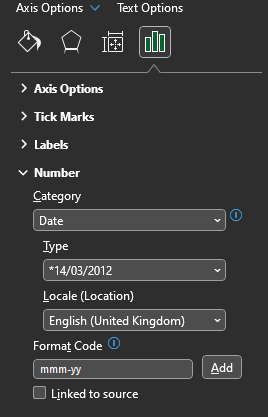 Axis Options Text Options
Axis Options
Tick Marks
Labels
Number
Category
Date
Type
*14/03/2012
Locale (Location)
English (United Kingdom)
Format Code
mmm-yy Add
Linked to source